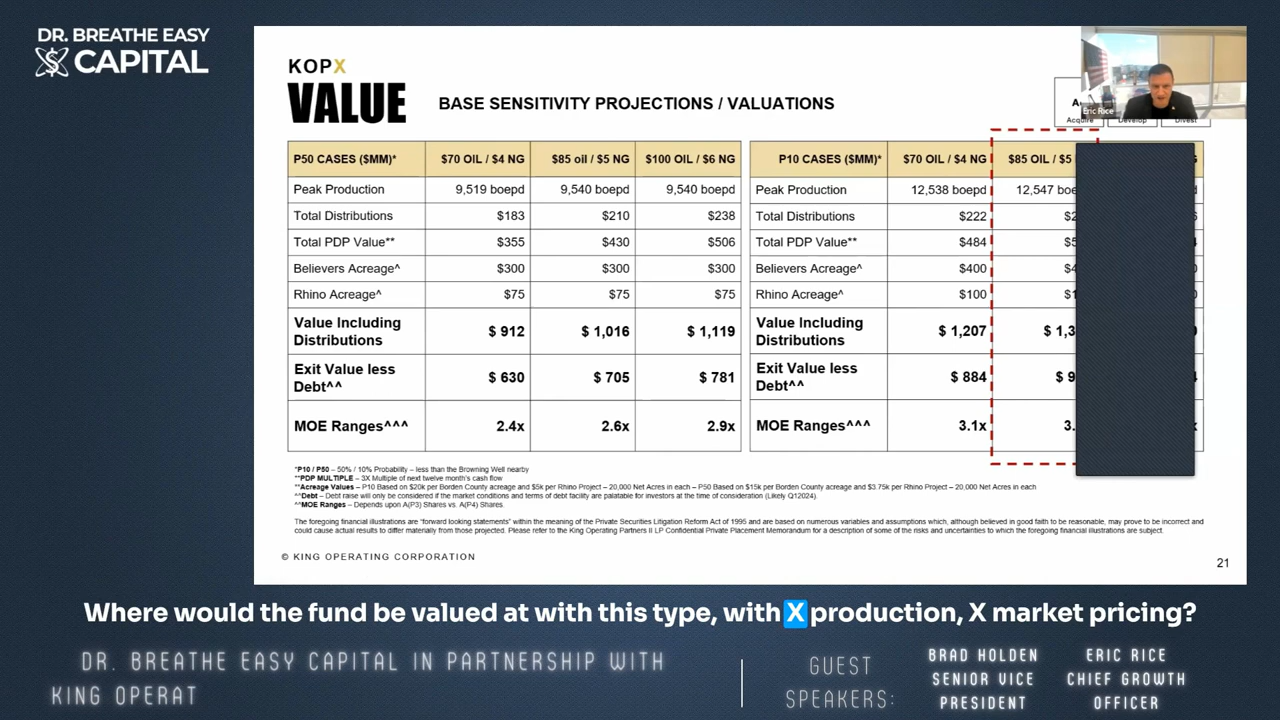 DR. BREATHE EASY
CAPITAL
KOPX
VALUE
BASE SENSITIVITY PROJECTIONS / VALUATIONS
Eric Rice
Acquire Develop Divest
P50 CASES ($MM)* $70 OIL / $4 NG $85 oil / $5 NG $100 OIL / $6 NG
Peak Production 9,519 boepd 9,540 boepd 9,540 boepd
Total Distributions $183 $210 $238
Total PDP Value** $355 $430 $506
Believers Acreage^ $300 $300 $300
Rhino Acreage^ $75 $75 $75
Value Including
Distributions $ 912 $ 1,016 $ 1,119
Exit Value less
Debt^^ $ 630 $ 705 $ 781
MOE Ranges^^^ 2.4x 2.6x 2.9x
P10 CASES ($MM)* $70 OIL / $4 NG $85 OIL / $5
Peak Production 12,538 boepd 12,547 boe
Total Distributions $222 $2
Total PDP Value** $484 $5
Believers Acreage^ $400 $4
Rhino Acreage^ $100 $1
Value Including
Distributions $ 1,207 $ 1,3
Exit Value less
Debt^^ $ 884 $ 9
MOE Ranges^^^ 3.1x 3.
*P10 / P50 – 50% / 10% Probability – less than the Browning Well nearby
**PDP MULTIPLE – 3X Multiple of next twelve month's cash flow
**Acreage Values – P10 Based on $20k per Borden County acreage and $5k per Rhino Project – 20,000 Net Acres in each – P50 Based on $15k per Borden County acreage and $3.75k per Rhino Project – 20,000 Net Acres in each
^^Debt – Debt raise will only be considered if the market conditions and terms of debt facility are palatable for investors at the time of consideration (Likely Q12024).
^^MOE Ranges – Depends upon A(P3) Shares vs. A(P4) Shares
The foregoing financial illustrations are "forward looking statements" within the meaning of the Private Securities Litigation Reform Act of 1995 and are based on numerous variables and assumptions which, although believed in good faith to be reasonable, may prove to be incorrect and
could cause actual results to differ materially from those projected. Please refer to the King Operating Partners II LP Confidential Private Placement Memorandum for a description of some of the risks and uncertainties to which the foregoing financial illustrations are subject.
© KING OPERATING CORPORATION
21
Where would the fund be valued at with this type, with X production, X market pricing?
DR. BREATHE EASY CAPITAL IN PARTNERSHIP WITH
KING OPERAT
GUEST
SPEAKERS:
BRAD HOLDEN
SENIOR VICE
PRESIDENT
ERIC RICE
CHIEF GROWTH
OFFICER